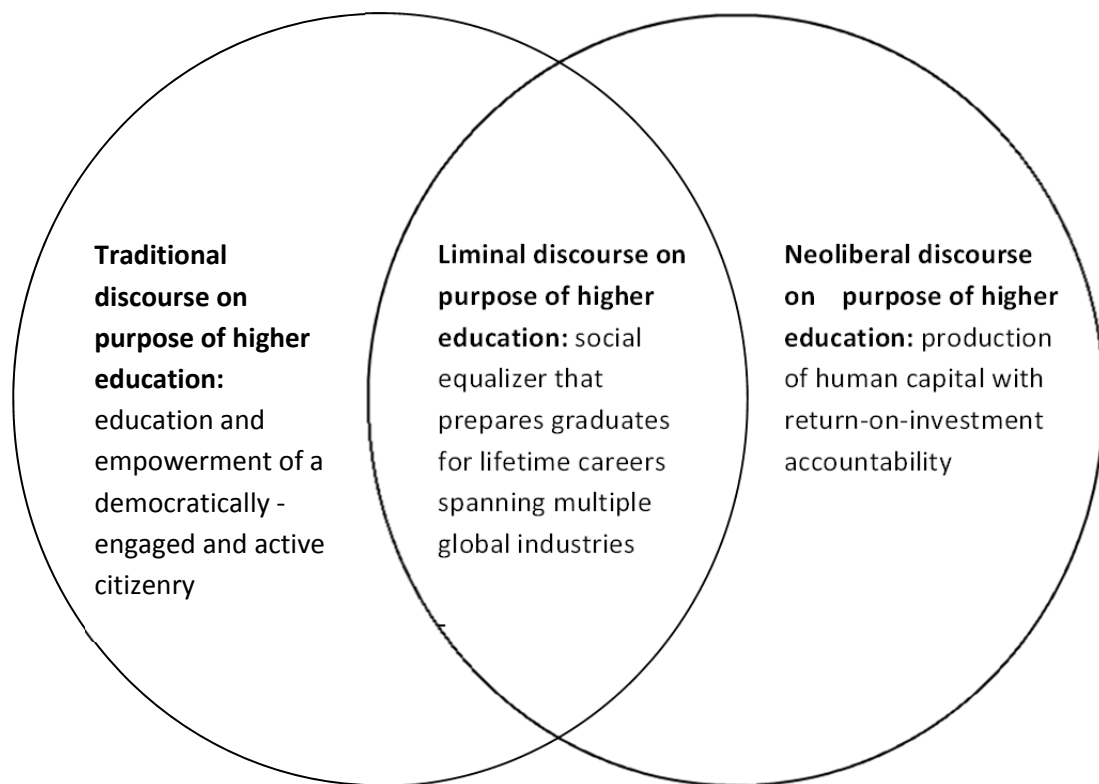 Traditional
discourse on
purpose of higher
education:
education and
empowerment of a
democratically -
engaged and active
citizenry
Liminal discourse on
purpose of higher
education: social
equalizer that
prepares graduates
for lifetime careers
spanning multiple
global industries
Neoliberal discourse
on purpose of higher
education: production
of human capital with
return-on-investment
accountability